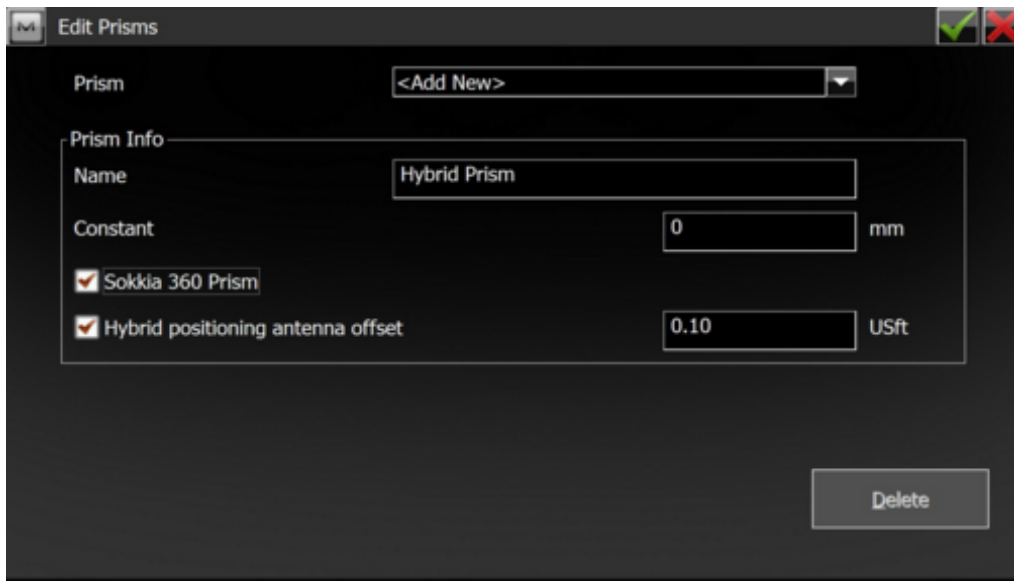 Edit Prisms
Prism <Add New>
Prism Info
Name Hybrid Prism
Constant 0 mm
Sokkia 360 Prism
Hybrid positioning antenna offset 0.10 USft
Delete